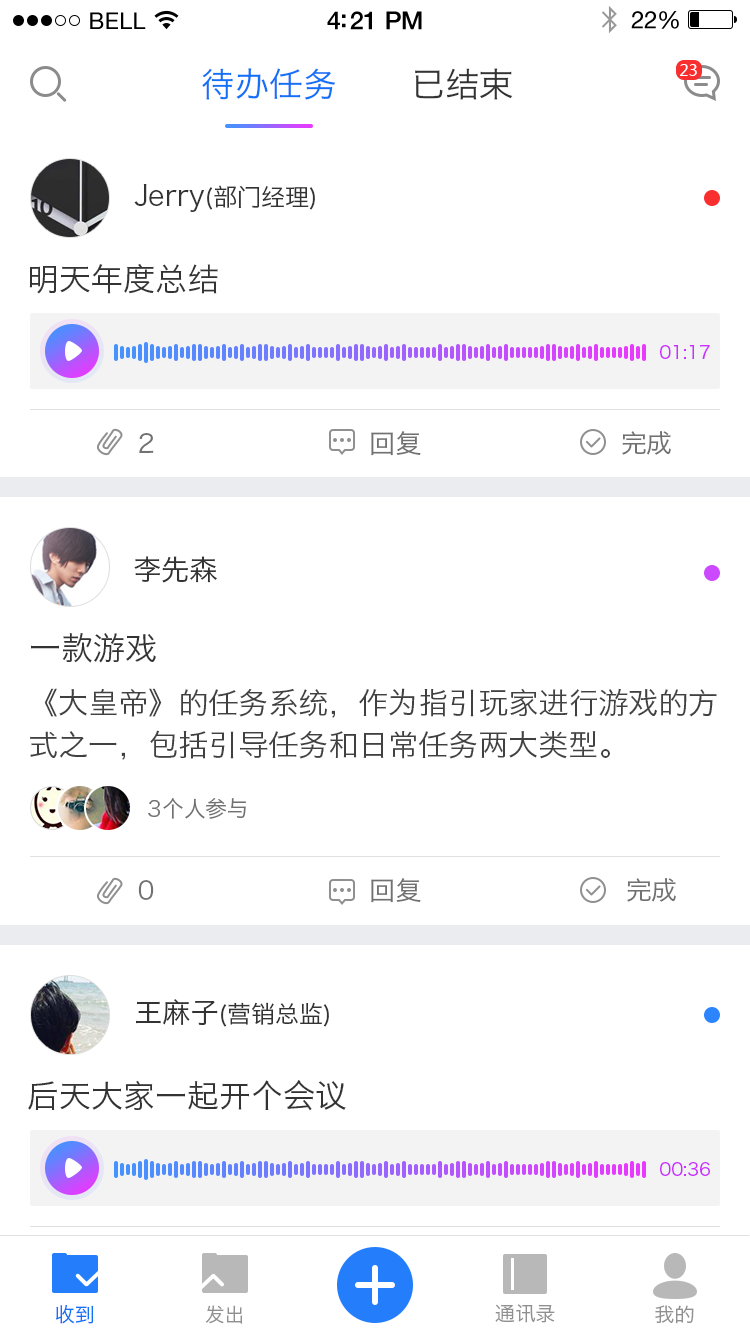 BELL 4:21 PM 22%
待办任务 已结束 23
Jerry(部门经理)
明天年度总结
01:17
2 回复 完成
李先森
一款游戏
《大皇帝》的任务系统，作为指引玩家进行游戏的方
式之一，包括引导任务和日常任务两大类型。
3个人参与
0 回复 完成
王麻子(营销总监)
后天大家一起开个会议
00:36
收到 发出 通讯录 我的